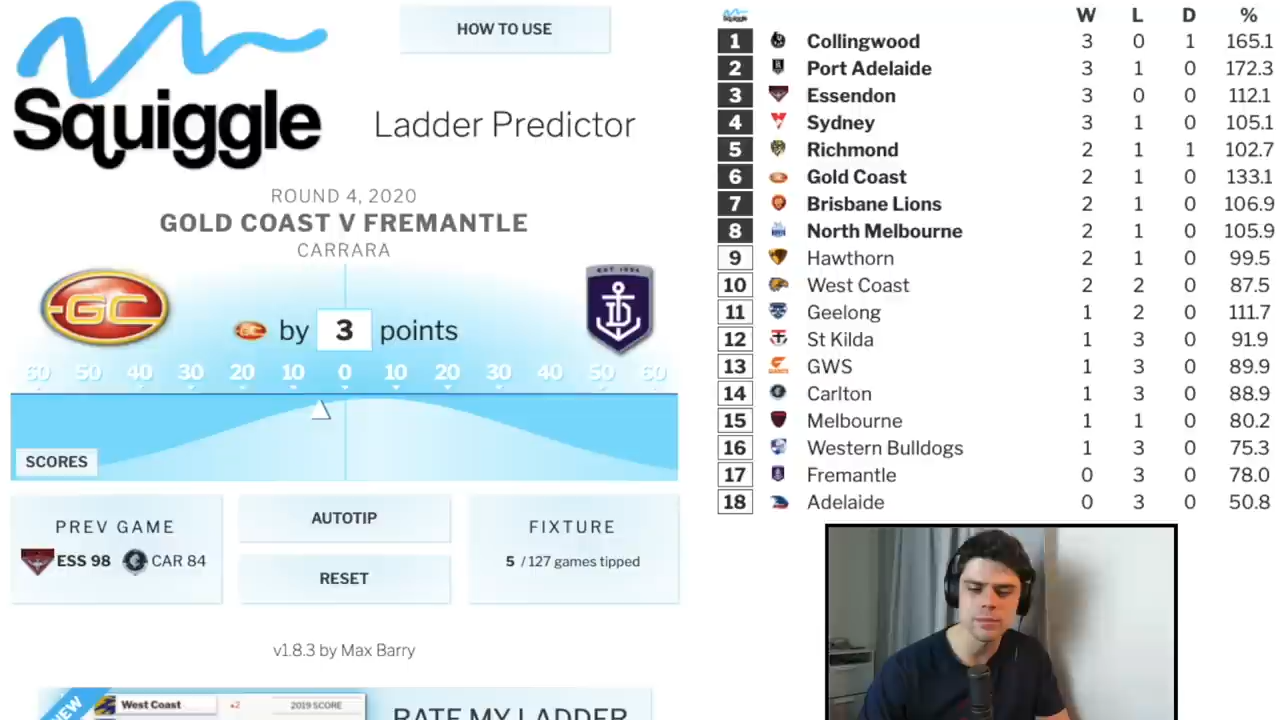 HOW TO USE
Squiggle
Ladder Predictor
ROUND 4, 2020
GOLD COAST V FREMANTLE
CARRARA
GC
EST 1994
GC by 3 points
60 50 40 30 20 10 0 10 20 30 40 50 60
SCORES
PREV GAME
ESS 98 CAR 84
AUTOTIP
RESET
FIXTURE
5 / 127 games tipped
v1.8.3 by Max Barry
NEW
West Coast
+2
2019 SCORE
RATE MY LADDER
Squiggle W L D %
1 Collingwood 3 0 1 165.1
2 Port Adelaide 3 1 0 172.3
3 Essendon 3 0 0 112.1
4 Sydney 3 1 0 105.1
5 Richmond 2 1 1 102.7
6 Gold Coast 2 1 0 133.1
7 Brisbane Lions 2 1 0 106.9
8 North Melbourne 2 1 0 105.9
9 Hawthorn 2 1 0 99.5
10 West Coast 2 2 0 87.5
11 Geelong 1 2 0 111.7
12 St Kilda 1 3 0 91.9
13 GWS 1 3 0 89.9
14 Carlton 1 3 0 88.9
15 Melbourne 1 1 0 80.2
16 Western Bulldogs 1 3 0 75.3
17 Fremantle 0 3 0 78.0
18 Adelaide 0 3 0 50.8